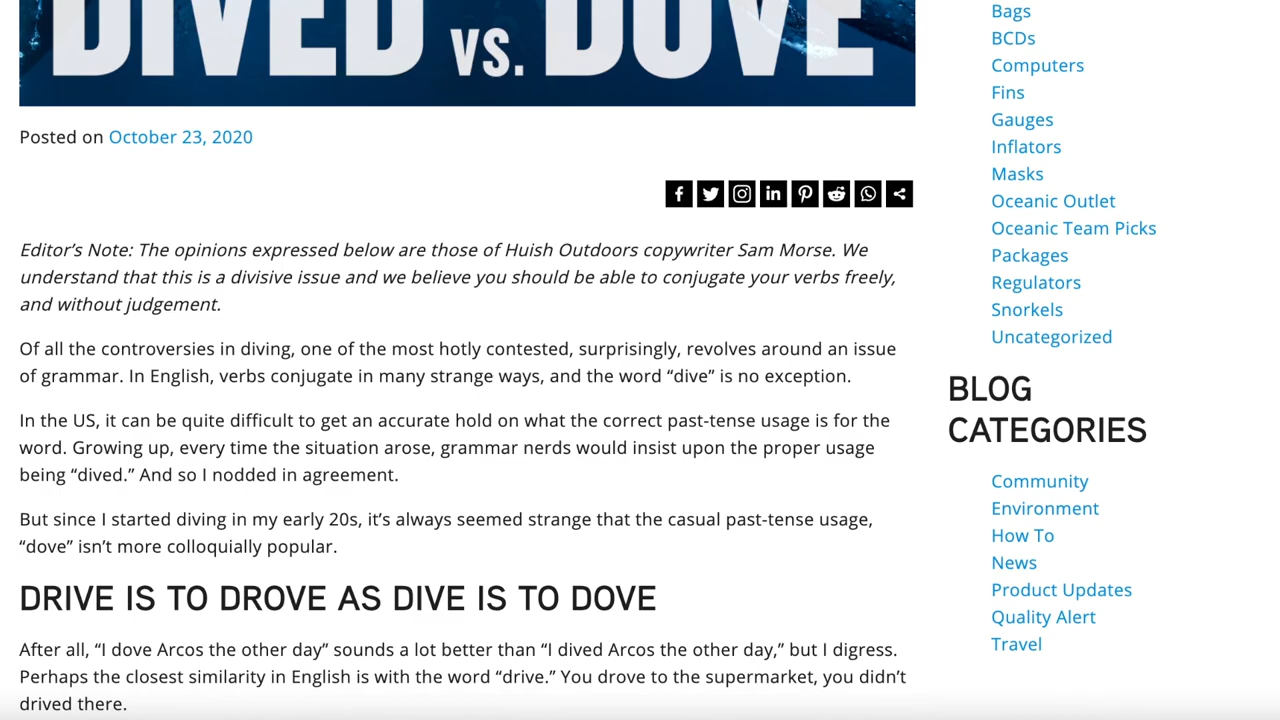 DIVED vs. DOVE
Posted on October 23, 2020
Editor’s Note: The opinions expressed below are those of Huish Outdoors copywriter Sam Morse. We
understand that this is a divisive issue and we believe you should be able to conjugate your verbs freely,
and without judgement.
Of all the controversies in diving, one of the most hotly contested, surprisingly, revolves around an issue
of grammar. In English, verbs conjugate in many strange ways, and the word “dive” is no exception.
In the US, it can be quite difficult to get an accurate hold on what the correct past-tense usage is for the
word. Growing up, every time the situation arose, grammar nerds would insist upon the proper usage
being “dived.” And so I nodded in agreement.
But since I started diving in my early 20s, it’s always seemed strange that the casual past-tense usage,
“dove” isn’t more colloquially popular.
DRIVE IS TO DROVE AS DIVE IS TO DOVE
After all, “I dove Arcos the other day” sounds a lot better than “I dived Arcos the other day,” but I digress.
Perhaps the closest similarity in English is with the word “drive.” You drove to the supermarket, you didn’t
drived there.
Bags
BCDs
Computers
Fins
Gauges
Inflators
Masks
Oceanic Outlet
Oceanic Team Picks
Packages
Regulators
Snorkels
Uncategorized
BLOG
CATEGORIES
Community
Environment
How To
News
Product Updates
Quality Alert
Travel